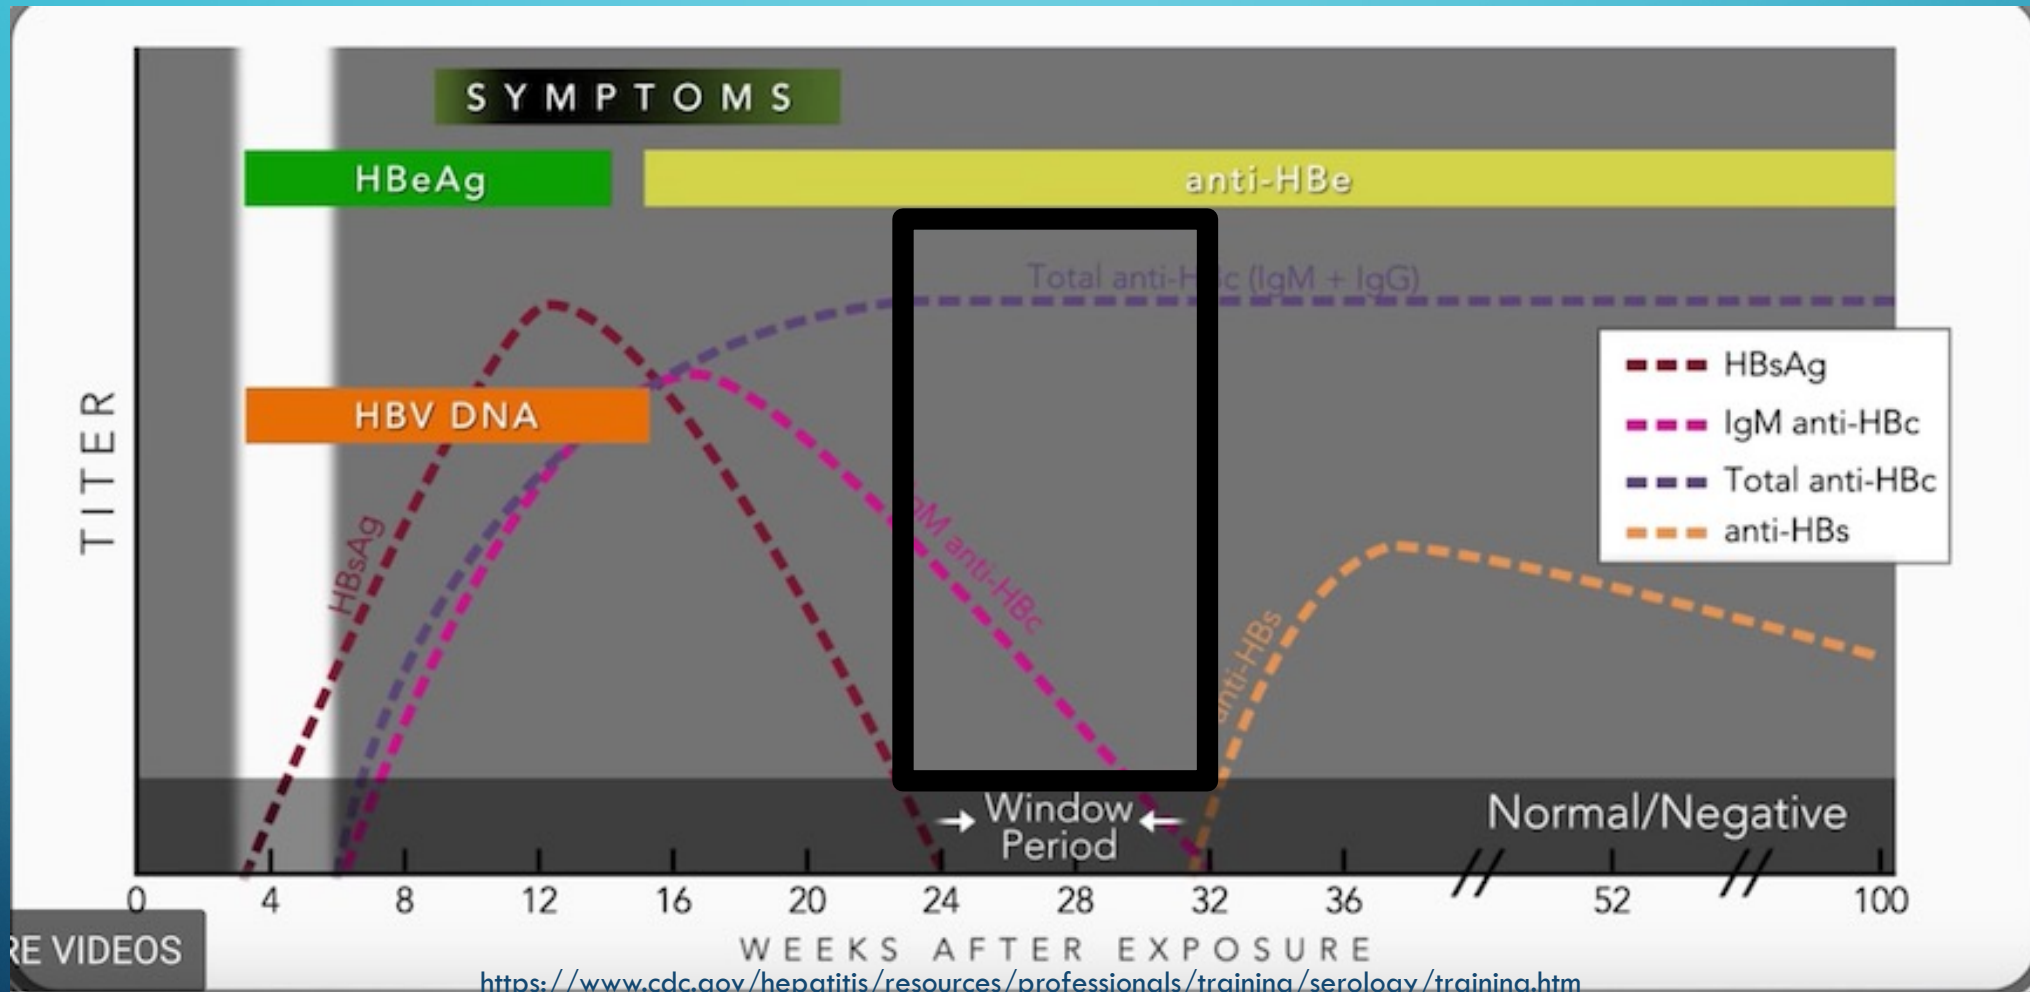 SYMPTOMS
HBeAg
anti-HBe
Total anti-HBc (IgM + IgG)
HBsAg
IgM anti-HBc
Total anti-HBc
anti-HBs
HBV DNA
TITER
HBsAg
IgM anti-HBc
anti-HBs
Window
Period
Normal/Negative
0 4 8 12 16 20 24 28 32 36 52 100
RE VIDEOS
WEEKS AFTER EXPOSURE
https://www.cdc.gov/hepatitis/resources/professionals/training/serology/training.htm